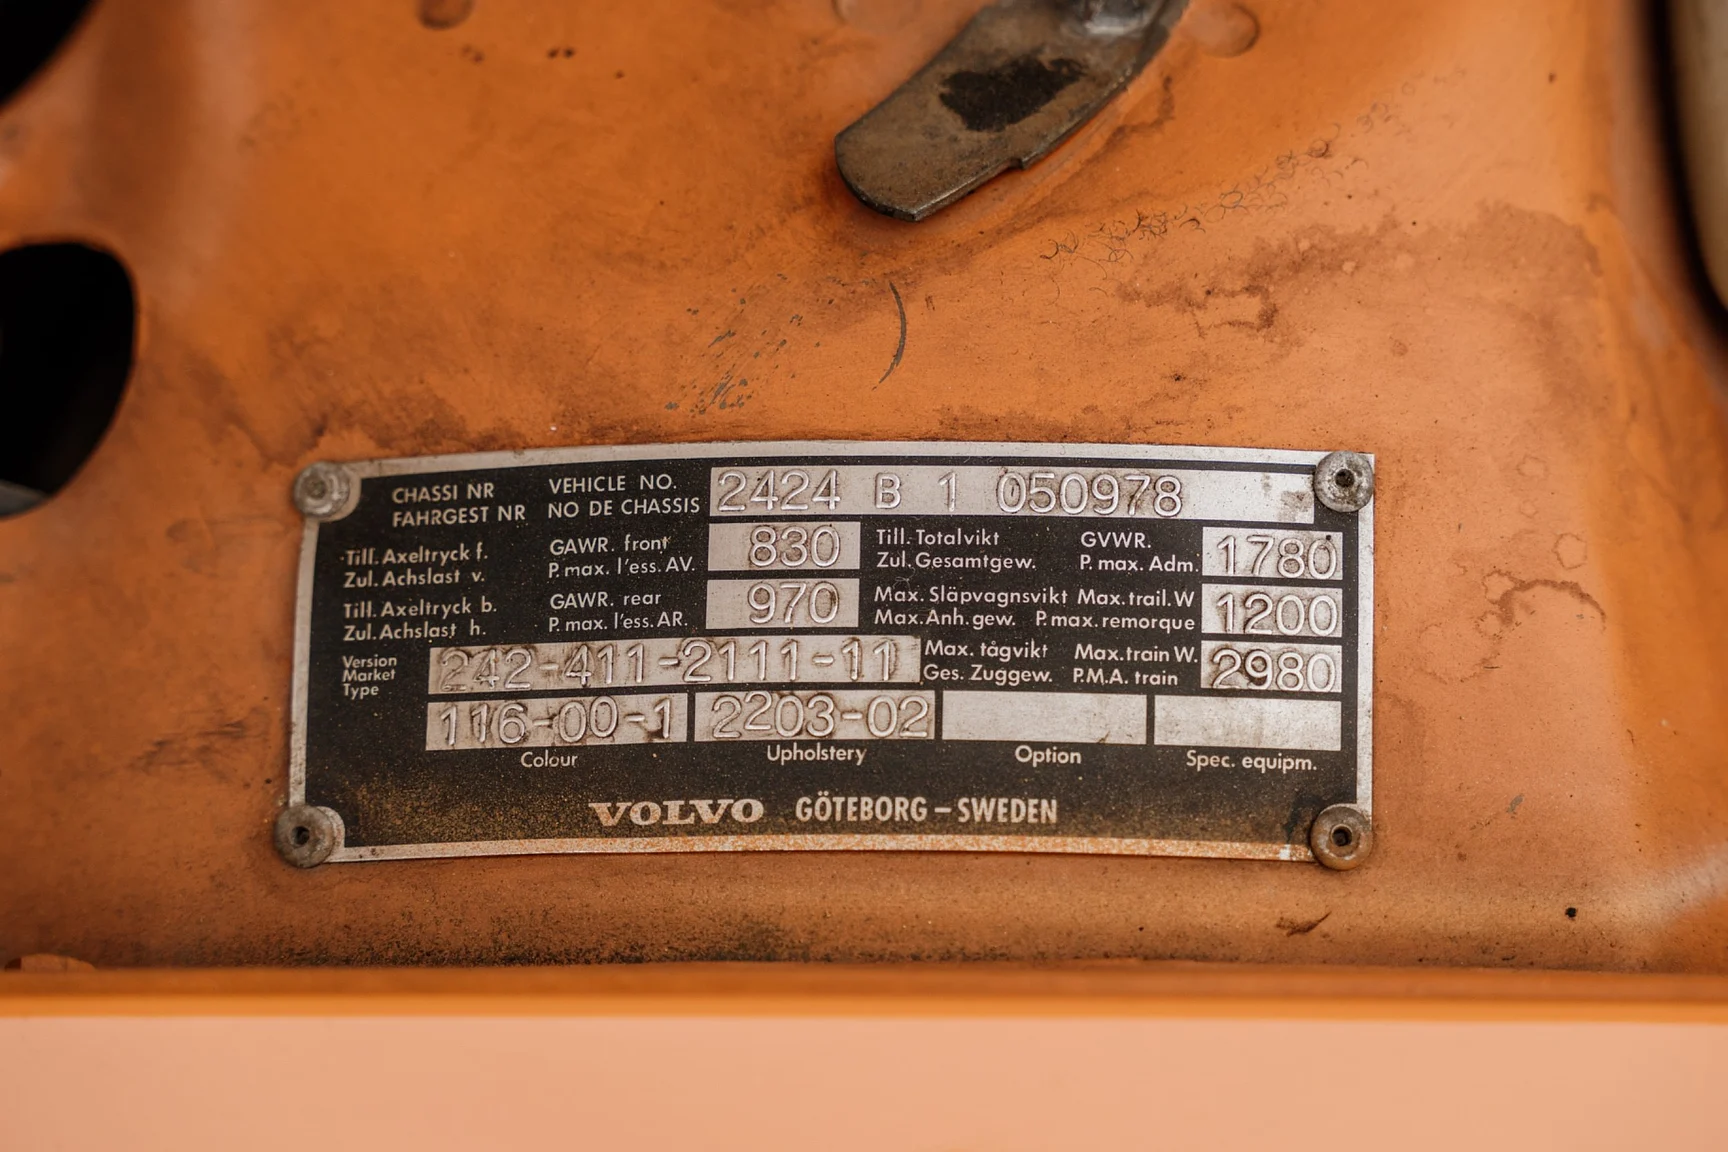 CHASSI NR VEHICLE NO. 2424 B 1 050978
FAHRGEST NR NO DE CHASSIS
Till. Axeltryck f. GAWR. front 830 Till. Totalvikt GVWR. 1780
Zul. Achslast v. P. max. l'ess. AV. Zul. Gesamtgew. P. max. Adm.
Till. Axeltryck b. GAWR. rear 970 Max. Släpvagnsvikt Max. trail. W 1200
Zul. Achslast h. P. max. l'ess. AR. Max. Anh. gew. P. max. remorque
Version Market Type 242-411-2111-11 Max. tågvikt Max. train W. 2980
Ges. Zuggew. P.M.A. train
116-00-1 2203-02
Colour Upholstery Option Spec. equipm.
VOLVO GÖTEBORG – SWEDEN